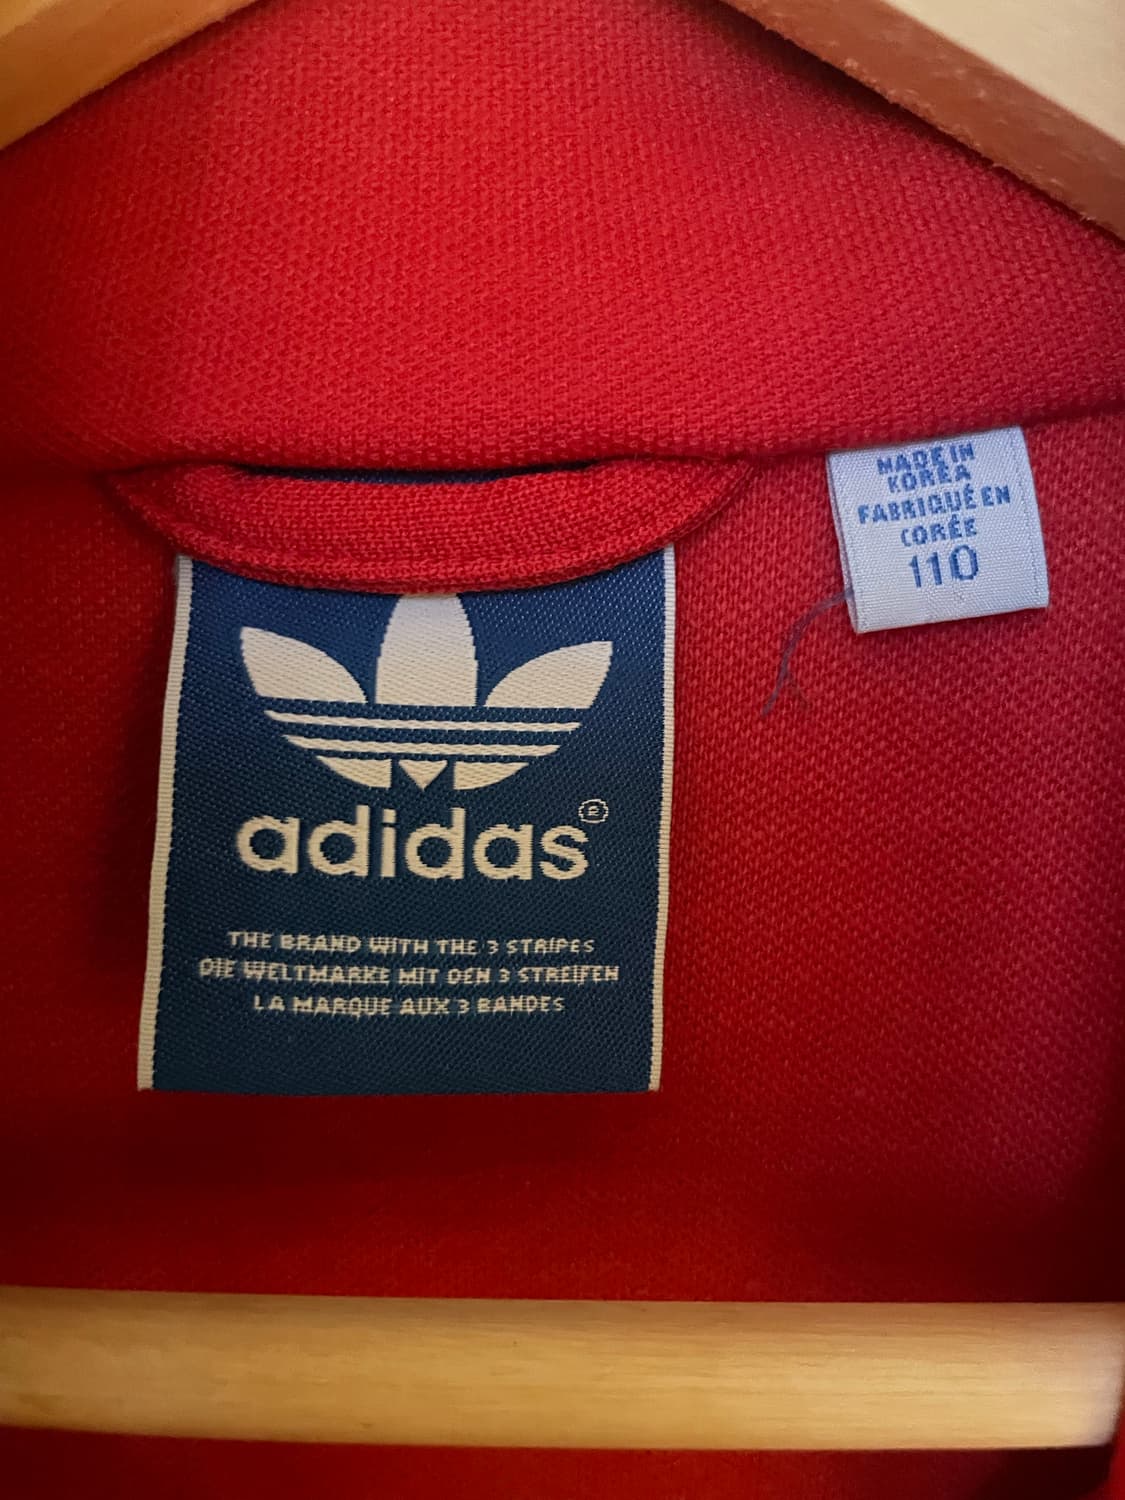 MADE IN
KOREA
FABRIQUÉ EN
CORÉE
110
adidas®
THE BRAND WITH THE 3 STRIPES
DIE WELTMARKE MIT DEN 3 STREIFEN
LA MARQUE AUX 3 BANDES